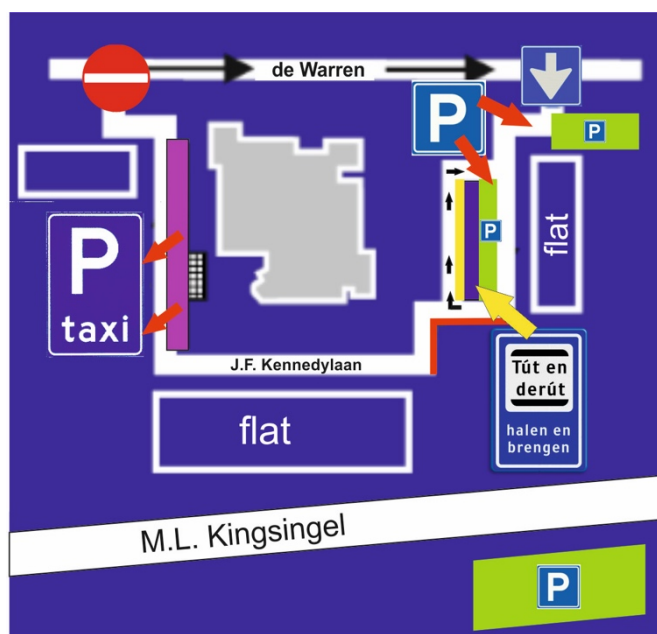 de Warren
P
P
P
taxi
P
flat
Tút en
derút
halen en
brengen
J.F. Kennedylaan
flat
M.L. Kingsingel
P